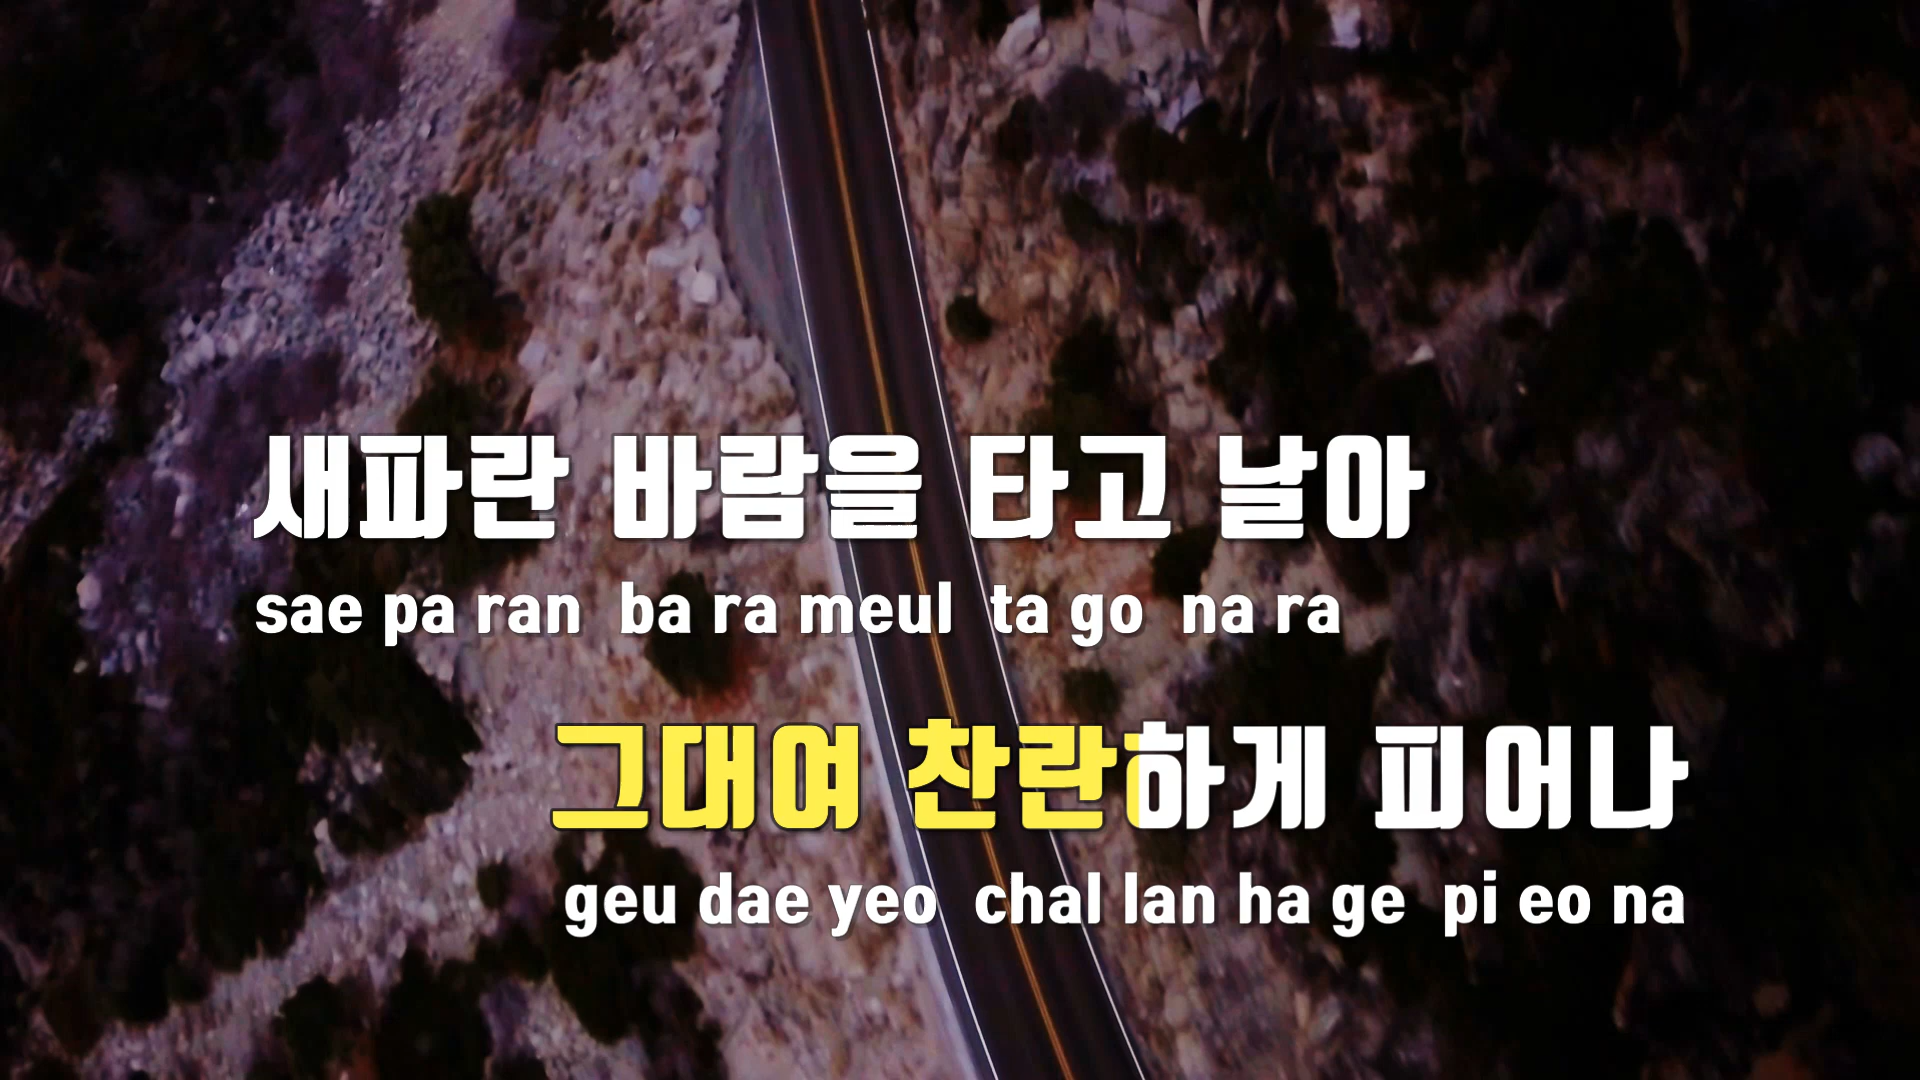 새파란 바람을 타고 날아
sae pa ran ba ra meul ta go na ra
그대여 찬란하게 피어나
geu dae yeo chal lan ha ge pi eo na